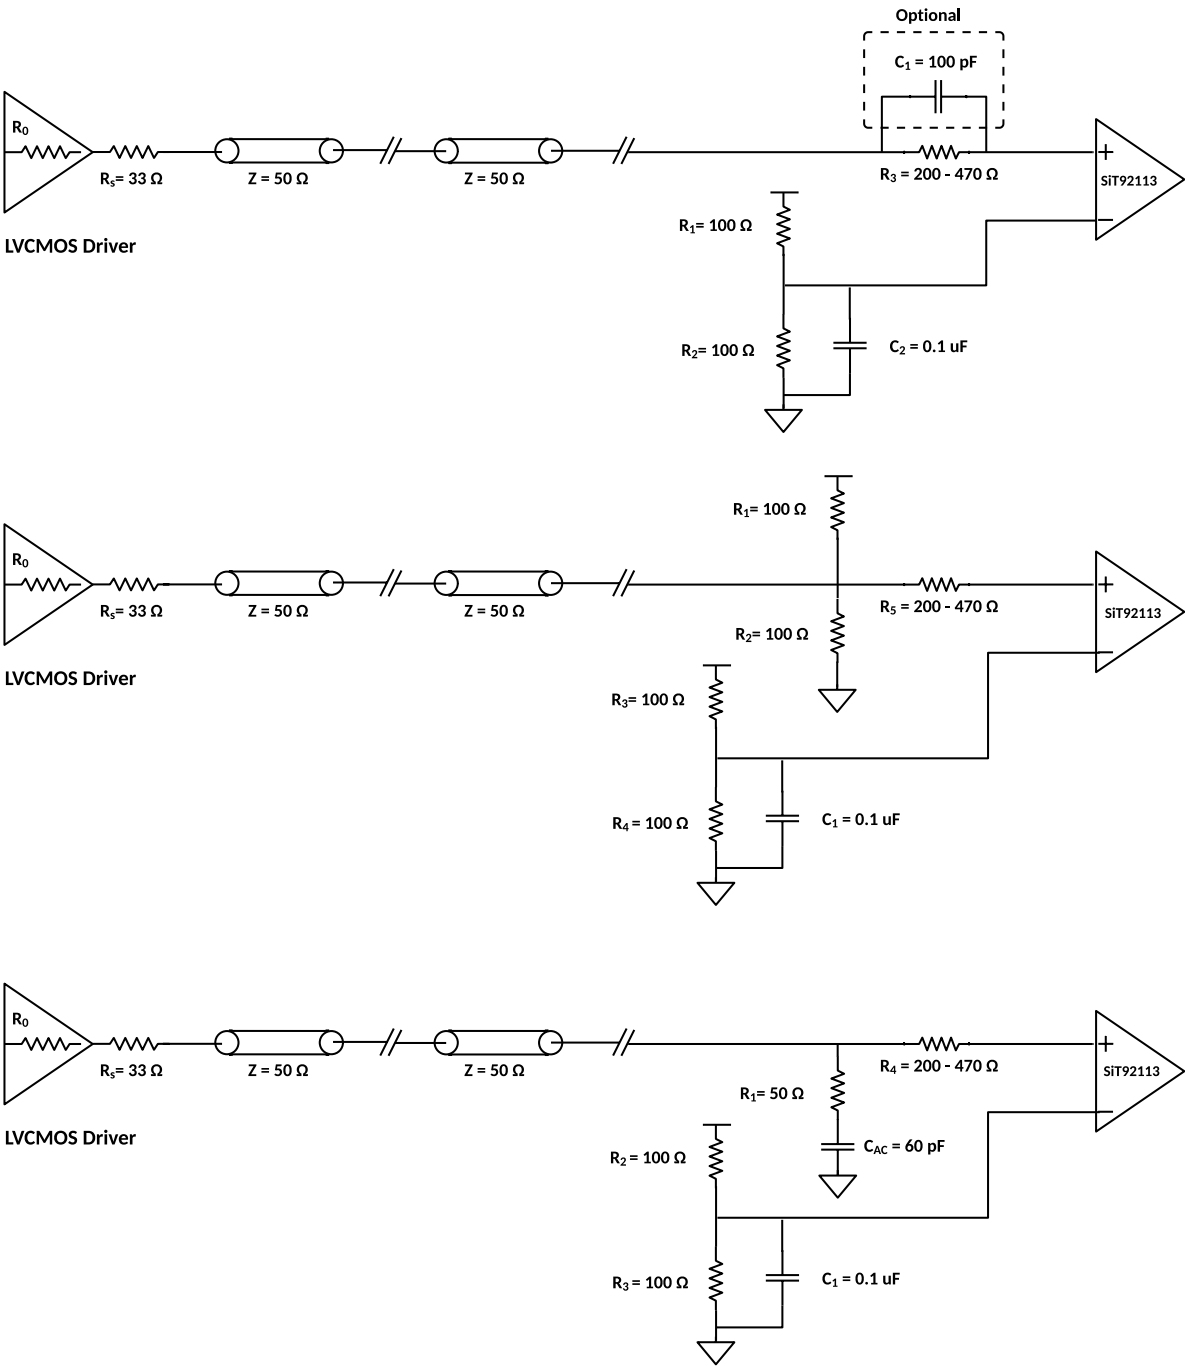 Optional
C₁ = 100 pF
R₀
Rₛ= 33 Ω
Z = 50 Ω
Z = 50 Ω
R₃ = 200 - 470 Ω
+
SiT92113
−
R₁= 100 Ω
LVCMOS Driver
R₂= 100 Ω
C₂ = 0.1 uF
R₁= 100 Ω
R₀
Rₛ= 33 Ω
Z = 50 Ω
Z = 50 Ω
R₅ = 200 - 470 Ω
+
SiT92113
−
R₂= 100 Ω
LVCMOS Driver
R₃= 100 Ω
R₄ = 100 Ω
C₁ = 0.1 uF
R₀
Rₛ= 33 Ω
Z = 50 Ω
Z = 50 Ω
R₄ = 200 - 470 Ω
+
SiT92113
−
R₁= 50 Ω
LVCMOS Driver
C_AC = 60 pF
R₂ = 100 Ω
R₃ = 100 Ω
C₁ = 0.1 uF